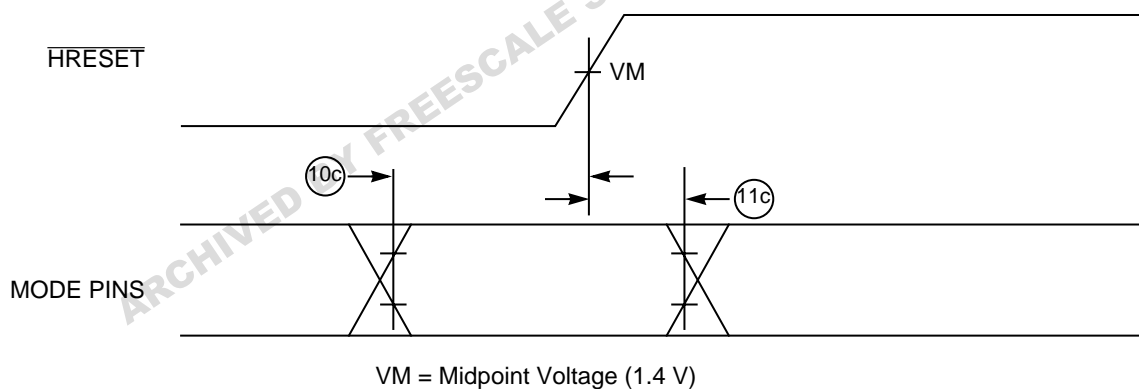 HRESET
VM
10c
11c
MODE PINS
VM = Midpoint Voltage (1.4 V)
ARCHIVED BY FREESCALE S